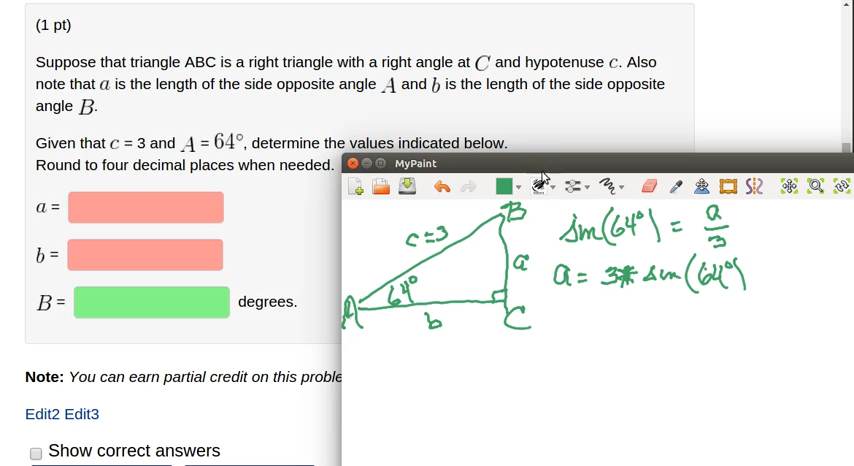 (1 pt)
Suppose that triangle ABC is a right triangle with a right angle at C and hypotenuse c. Also
note that a is the length of the side opposite angle A and b is the length of the side opposite
angle B.
Given that c = 3 and A = 64°, determine the values indicated below.
Round to four decimal places when needed.
a =
b =
B = degrees.
Note: You can earn partial credit on this proble
Edit2 Edit3
Show correct answers
MyPaint
B
c = 3
a
64°
A
b
C
sin(64°) = a/3
a = 3* sin(64°)